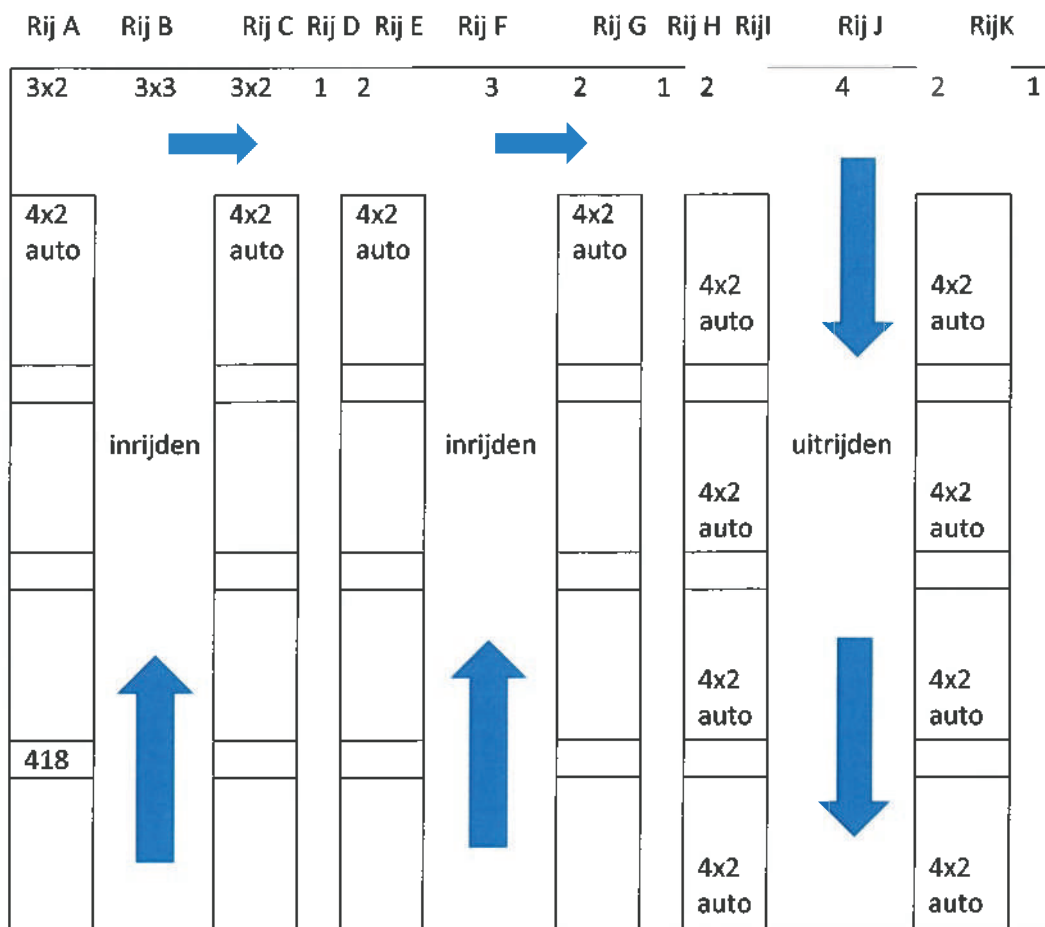 Rij A Rij B Rij C Rij D Rij E Rij F Rij G Rij H RijI Rij J RijK
3x2 3x3 3x2 1 2 3 2 1 2 4 2 1
4x2 4x2 4x2 4x2
auto auto auto auto
4x2 4x2
auto auto
inrijden inrijden uitrijden
4x2 4x2
auto auto
4x2 4x2
auto auto
418
4x2 4x2
auto auto